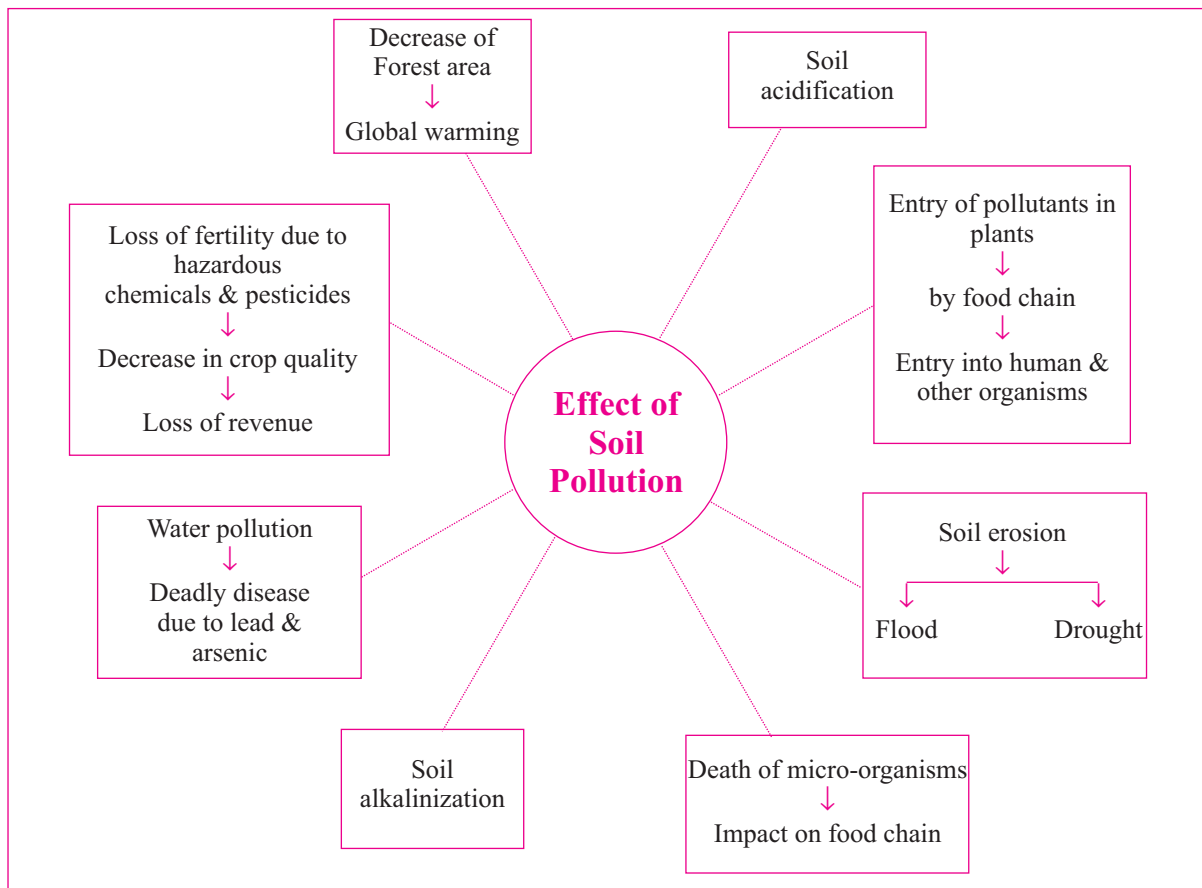 Decrease of
Forest area
Global warming
Soil
acidification
Loss of fertility due to
hazardous
chemicals & pesticides
Decrease in crop quality
Loss of revenue
Entry of pollutants in
plants
by food chain
Entry into human &
other organisms
Effect of
Soil
Pollution
Water pollution
Deadly disease
due to lead &
arsenic
Soil erosion
Flood Drought
Soil
alkalinization
Death of micro-organisms
Impact on food chain